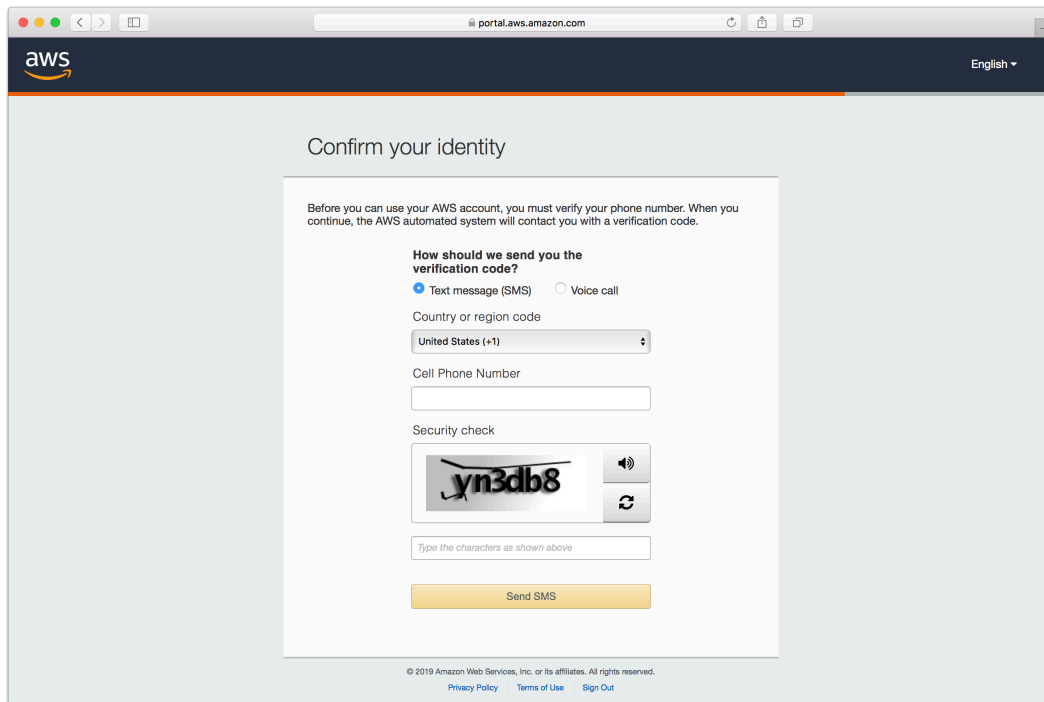 portal.aws.amazon.com
aws
English
Confirm your identity
Before you can use your AWS account, you must verify your phone number. When you
continue, the AWS automated system will contact you with a verification code.
How should we send you the
verification code?
Text message (SMS) Voice call
Country or region code
United States (+1)
Cell Phone Number
Security check
yn3db8
Type the characters as shown above
Send SMS
© 2019 Amazon Web Services, Inc. or its affiliates. All rights reserved.
Privacy Policy | Terms of Use | Sign Out